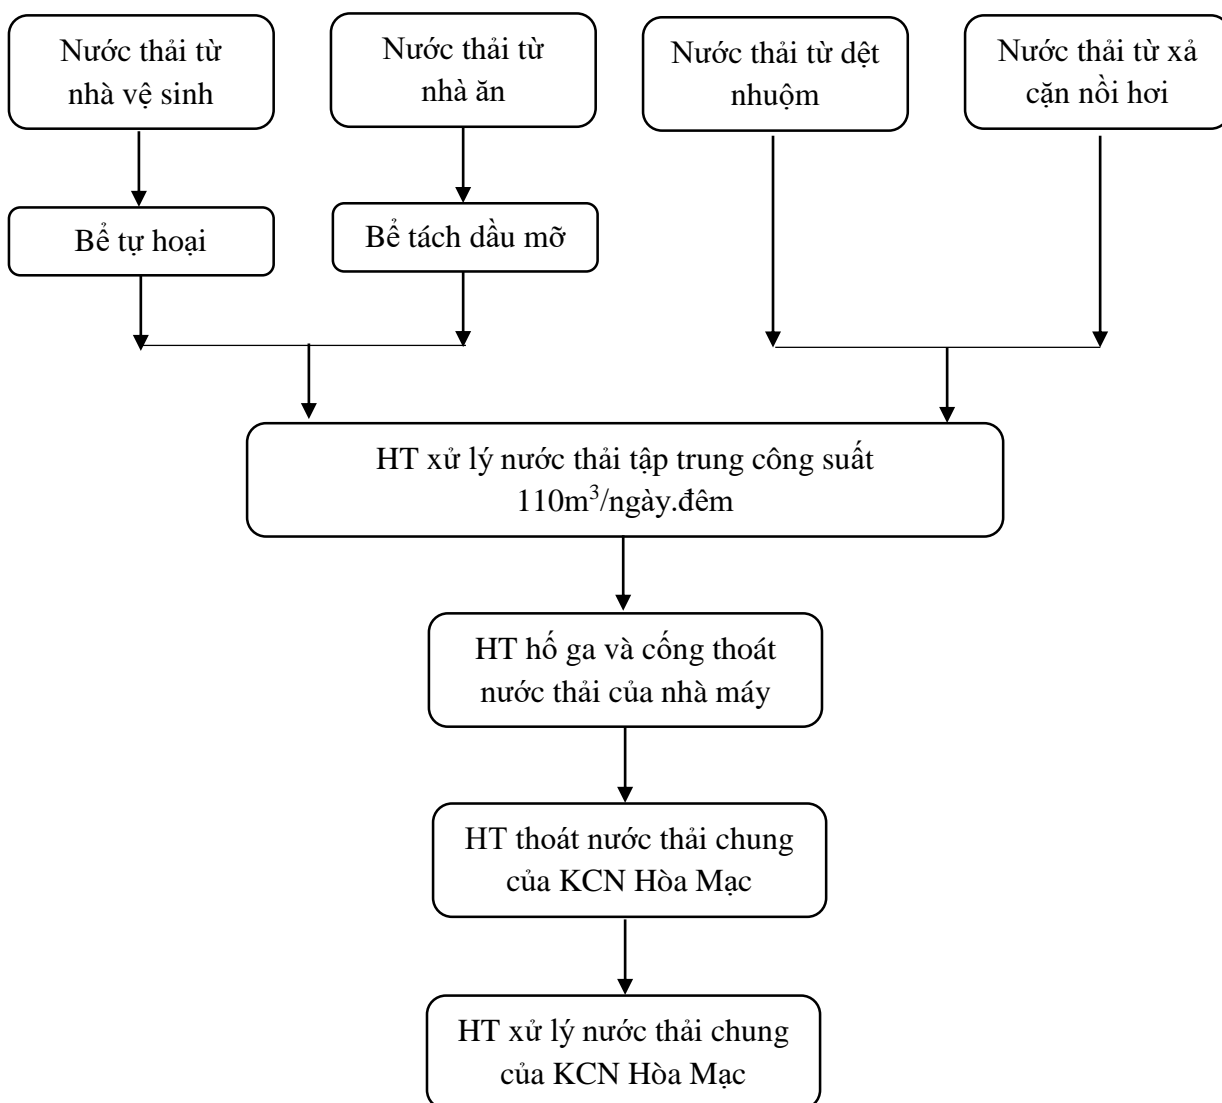 Nước thải từ
nhà vệ sinh
Nước thải từ
nhà ăn
Nước thải từ dệt
nhuộm
Nước thải từ xả
cặn nồi hơi
Bể tự hoại
Bể tách dầu mỡ
HT xử lý nước thải tập trung công suất
110m³/ngày.đêm
HT hố ga và cống thoát
nước thải của nhà máy
HT thoát nước thải chung
của KCN Hòa Mạc
HT xử lý nước thải chung
của KCN Hòa Mạc